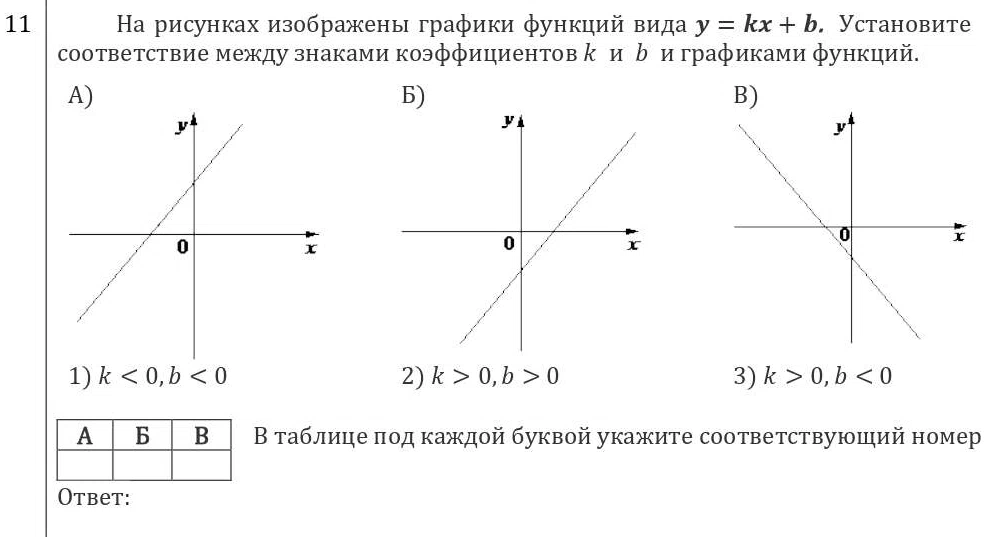 11 На рисунках изображены графики функций вида y = kx + b. Установите
соответствие между знаками коэффициентов k и b и графиками функций.
А) Б) В)
y y y
0 x 0 x 0 x
1) k < 0, b < 0 2) k > 0, b > 0 3) k > 0, b < 0
А Б В В таблице под каждой буквой укажите соответствующий номер
Ответ: